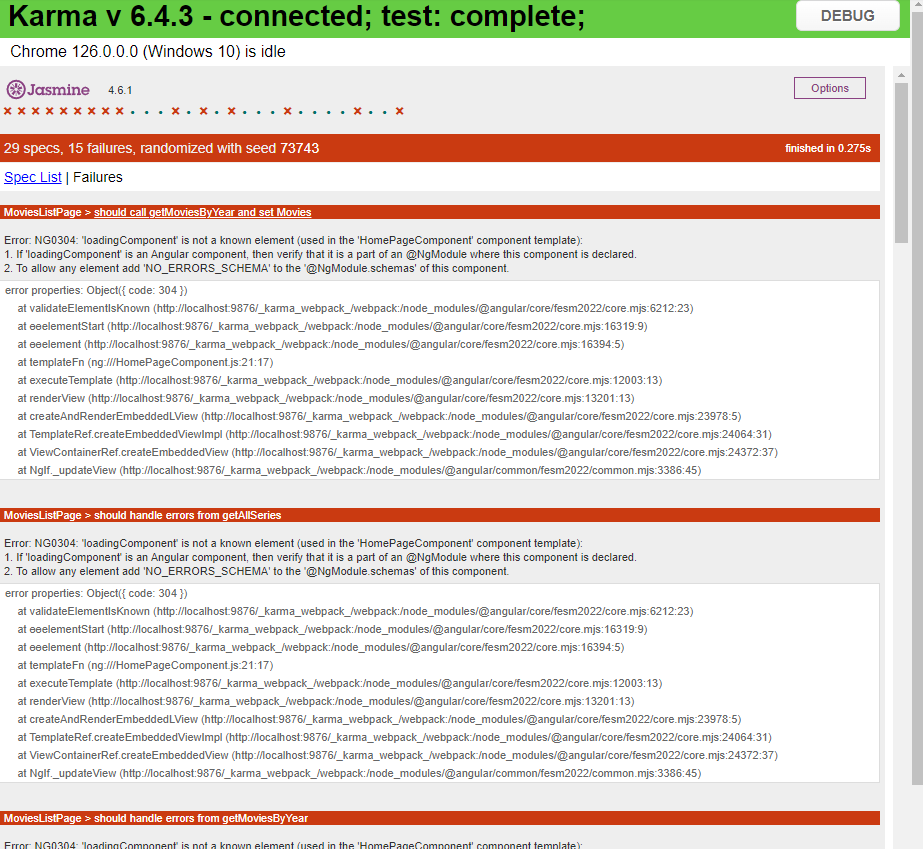 Karma v 6.4.3 - connected; test: complete;
DEBUG
Chrome 126.0.0.0 (Windows 10) is idle
Jasmine 4.6.1
Options
29 specs, 15 failures, randomized with seed 73743
finished in 0.275s
Spec List | Failures
MoviesListPage > should call getMoviesByYear and set Movies
Error: NG0304: 'loadingComponent' is not a known element (used in the 'HomePageComponent' component template):
1. If 'loadingComponent' is an Angular component, then verify that it is a part of an @NgModule where this component is declared.
2. To allow any element add 'NO_ERRORS_SCHEMA' to the '@NgModule.schemas' of this component.
error properties: Object({ code: 304 })
at validateElementIsKnown (http://localhost:9876/_karma_webpack_/webpack:/node_modules/@angular/core/fesm2022/core.mjs:6212:23)
at ɵɵelementStart (http://localhost:9876/_karma_webpack_/webpack:/node_modules/@angular/core/fesm2022/core.mjs:16319:9)
at ɵɵelement (http://localhost:9876/_karma_webpack_/webpack:/node_modules/@angular/core/fesm2022/core.mjs:16394:5)
at templateFn (ng:///HomePageComponent.js:21:17)
at executeTemplate (http://localhost:9876/_karma_webpack_/webpack:/node_modules/@angular/core/fesm2022/core.mjs:12003:13)
at renderView (http://localhost:9876/_karma_webpack_/webpack:/node_modules/@angular/core/fesm2022/core.mjs:13201:13)
at createAndRenderEmbeddedLView (http://localhost:9876/_karma_webpack_/webpack:/node_modules/@angular/core/fesm2022/core.mjs:23978:5)
at TemplateRef.createEmbeddedViewImpl (http://localhost:9876/_karma_webpack_/webpack:/node_modules/@angular/core/fesm2022/core.mjs:24064:31)
at ViewContainerRef.createEmbeddedView (http://localhost:9876/_karma_webpack_/webpack:/node_modules/@angular/core/fesm2022/core.mjs:24372:37)
at NgIf._updateView (http://localhost:9876/_karma_webpack_/webpack:/node_modules/@angular/common/fesm2022/common.mjs:3386:45)
MoviesListPage > should handle errors from getAllSeries
Error: NG0304: 'loadingComponent' is not a known element (used in the 'HomePageComponent' component template):
1. If 'loadingComponent' is an Angular component, then verify that it is a part of an @NgModule where this component is declared.
2. To allow any element add 'NO_ERRORS_SCHEMA' to the '@NgModule.schemas' of this component.
error properties: Object({ code: 304 })
at validateElementIsKnown (http://localhost:9876/_karma_webpack_/webpack:/node_modules/@angular/core/fesm2022/core.mjs:6212:23)
at ɵɵelementStart (http://localhost:9876/_karma_webpack_/webpack:/node_modules/@angular/core/fesm2022/core.mjs:16319:9)
at ɵɵelement (http://localhost:9876/_karma_webpack_/webpack:/node_modules/@angular/core/fesm2022/core.mjs:16394:5)
at templateFn (ng:///HomePageComponent.js:21:17)
at executeTemplate (http://localhost:9876/_karma_webpack_/webpack:/node_modules/@angular/core/fesm2022/core.mjs:12003:13)
at renderView (http://localhost:9876/_karma_webpack_/webpack:/node_modules/@angular/core/fesm2022/core.mjs:13201:13)
at createAndRenderEmbeddedLView (http://localhost:9876/_karma_webpack_/webpack:/node_modules/@angular/core/fesm2022/core.mjs:23978:5)
at TemplateRef.createEmbeddedViewImpl (http://localhost:9876/_karma_webpack_/webpack:/node_modules/@angular/core/fesm2022/core.mjs:24064:31)
at ViewContainerRef.createEmbeddedView (http://localhost:9876/_karma_webpack_/webpack:/node_modules/@angular/core/fesm2022/core.mjs:24372:37)
at NgIf._updateView (http://localhost:9876/_karma_webpack_/webpack:/node_modules/@angular/common/fesm2022/common.mjs:3386:45)
MoviesListPage > should handle errors from getMoviesByYear
Error: NG0304: 'loadingComponent' is not a known element (used in the 'HomePageComponent' component template):